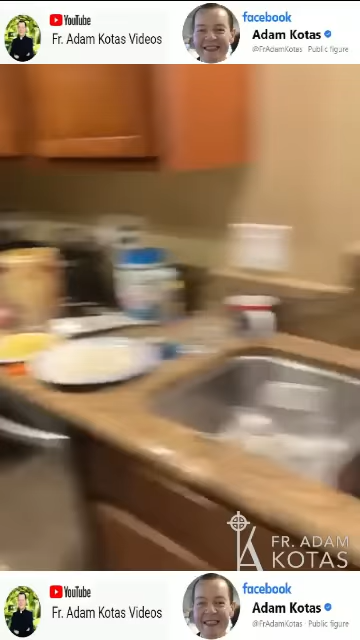 YouTube
Fr. Adam Kotas Videos
facebook
Adam Kotas
@FrAdamKotas · Public figure
FR. ADAM
KOTAS
YouTube
Fr. Adam Kotas Videos
facebook
Adam Kotas
@FrAdamKotas · Public figure